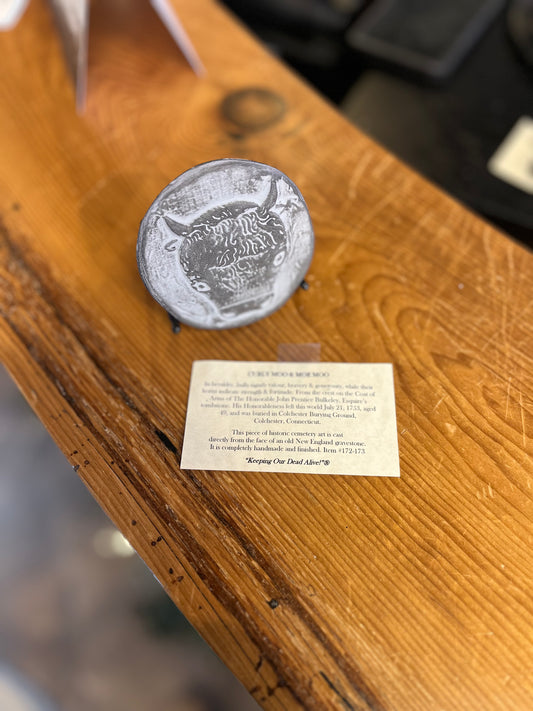 CURLY MOO & MOE MOO
In heraldry, bulls signify valour, bravery & generosity, while their
horns indicate strength & fortitude. From the crest on the Coat of
Arms of The Honorable John Prentice Bulkeley, Esquire's
tombstone. His Honorableness left this world July 21, 1753, aged
49, and was buried in Colchester Burying Ground,
Colchester, Connecticut.
This piece of historic cemetery art is cast
directly from the face of an old New England gravestone.
It is completely handmade and finished. Item #172-173
"Keeping Our Dead Alive!"®